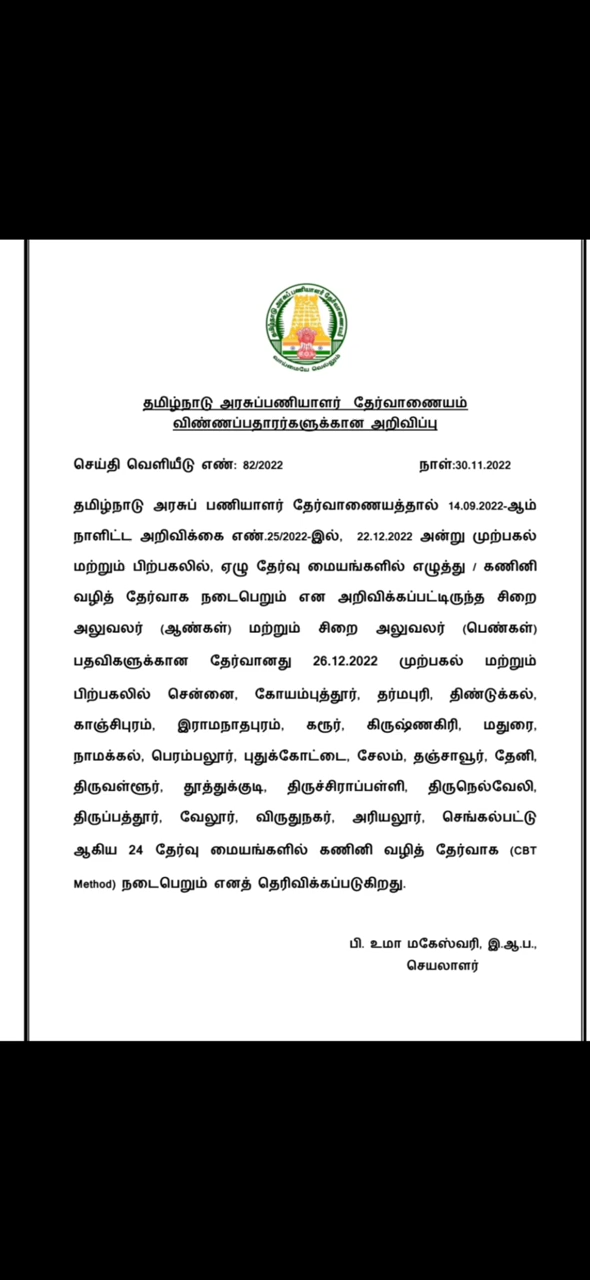 தமிழ்நாடு அரசுப் பணியாளர் தேர்வாணையம்
வாய்மையே வெல்லும்
தமிழ்நாடு அரசுப்பணியாளர் தேர்வாணையம்
விண்ணப்பதாரர்களுக்கான அறிவிப்பு
செய்தி வெளியீடு எண்: 82/2022 நாள்:30.11.2022
தமிழ்நாடு அரசுப் பணியாளர் தேர்வாணையத்தால் 14.09.2022-ஆம்
நாளிட்ட அறிவிக்கை எண்.25/2022-இல், 22.12.2022 அன்று முற்பகல்
மற்றும் பிற்பகலில், ஏழு தேர்வு மையங்களில் எழுத்து / கணினி
வழித் தேர்வாக நடைபெறும் என அறிவிக்கப்பட்டிருந்த சிறை
அலுவலர் (ஆண்கள்) மற்றும் சிறை அலுவலர் (பெண்கள்)
பதவிகளுக்கான தேர்வானது 26.12.2022 முற்பகல் மற்றும்
பிற்பகலில் சென்னை, கோயம்புத்தூர், தர்மபுரி, திண்டுக்கல்,
காஞ்சிபுரம், இராமநாதபுரம், கரூர், கிருஷ்ணகிரி, மதுரை,
நாமக்கல், பெரம்பலூர், புதுக்கோட்டை, சேலம், தஞ்சாவூர், தேனி,
திருவள்ளூர், தூத்துக்குடி, திருச்சிராப்பள்ளி, திருநெல்வேலி,
திருப்பத்தூர், வேலூர், விருதுநகர், அரியலூர், செங்கல்பட்டு
ஆகிய 24 தேர்வு மையங்களில் கணினி வழித் தேர்வாக (CBT
Method) நடைபெறும் எனத் தெரிவிக்கப்படுகிறது.
பி. உமா மகேஸ்வரி, இ.ஆ.ப.,
செயலாளர்